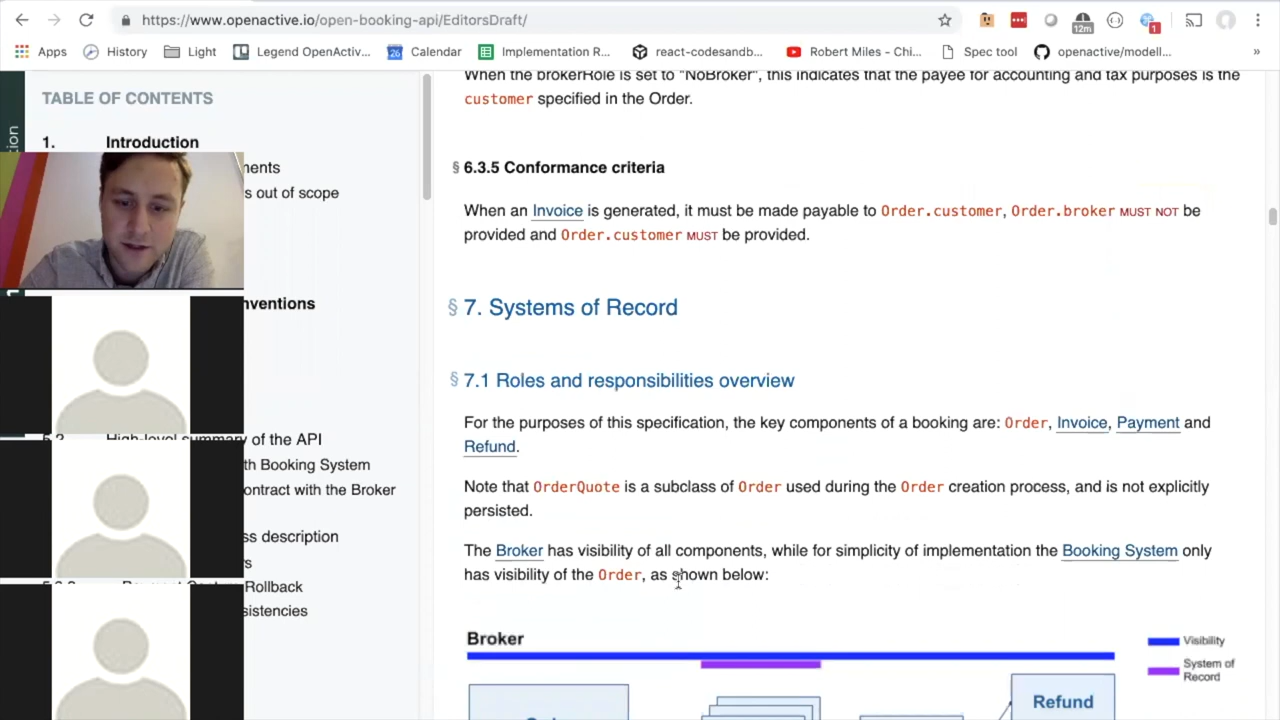 https://www.openactive.io/open-booking-api/EditorsDraft/
12m
1
Apps
History
Light
Legend OpenActiv...
26
Calendar
Implementation R...
react-codesandb...
Robert Miles - Chi...
Spec tool
openactive/modell...
»
TABLE OF CONTENTS
1. Introduction
ments
s out of scope
nventions
5.2 High-level summary of the API
th Booking System
ontract with the Broker
ss description
rs
Rollback
sistencies
When the brokerRole is set to "NoBroker", this indicates that the payee for accounting and tax purposes is the
customer specified in the Order.
§ 6.3.5 Conformance criteria
When an Invoice is generated, it must be made payable to Order.customer, Order.broker MUST NOT be
provided and Order.customer MUST be provided.
§ 7. Systems of Record
§ 7.1 Roles and responsibilities overview
For the purposes of this specification, the key components of a booking are: Order, Invoice, Payment and
Refund.
Note that OrderQuote is a subclass of Order used during the Order creation process, and is not explicitly
persisted.
The Broker has visibility of all components, while for simplicity of implementation the Booking System only
has visibility of the Order, as shown below:
Broker
Visibility
System of
Record
Refund